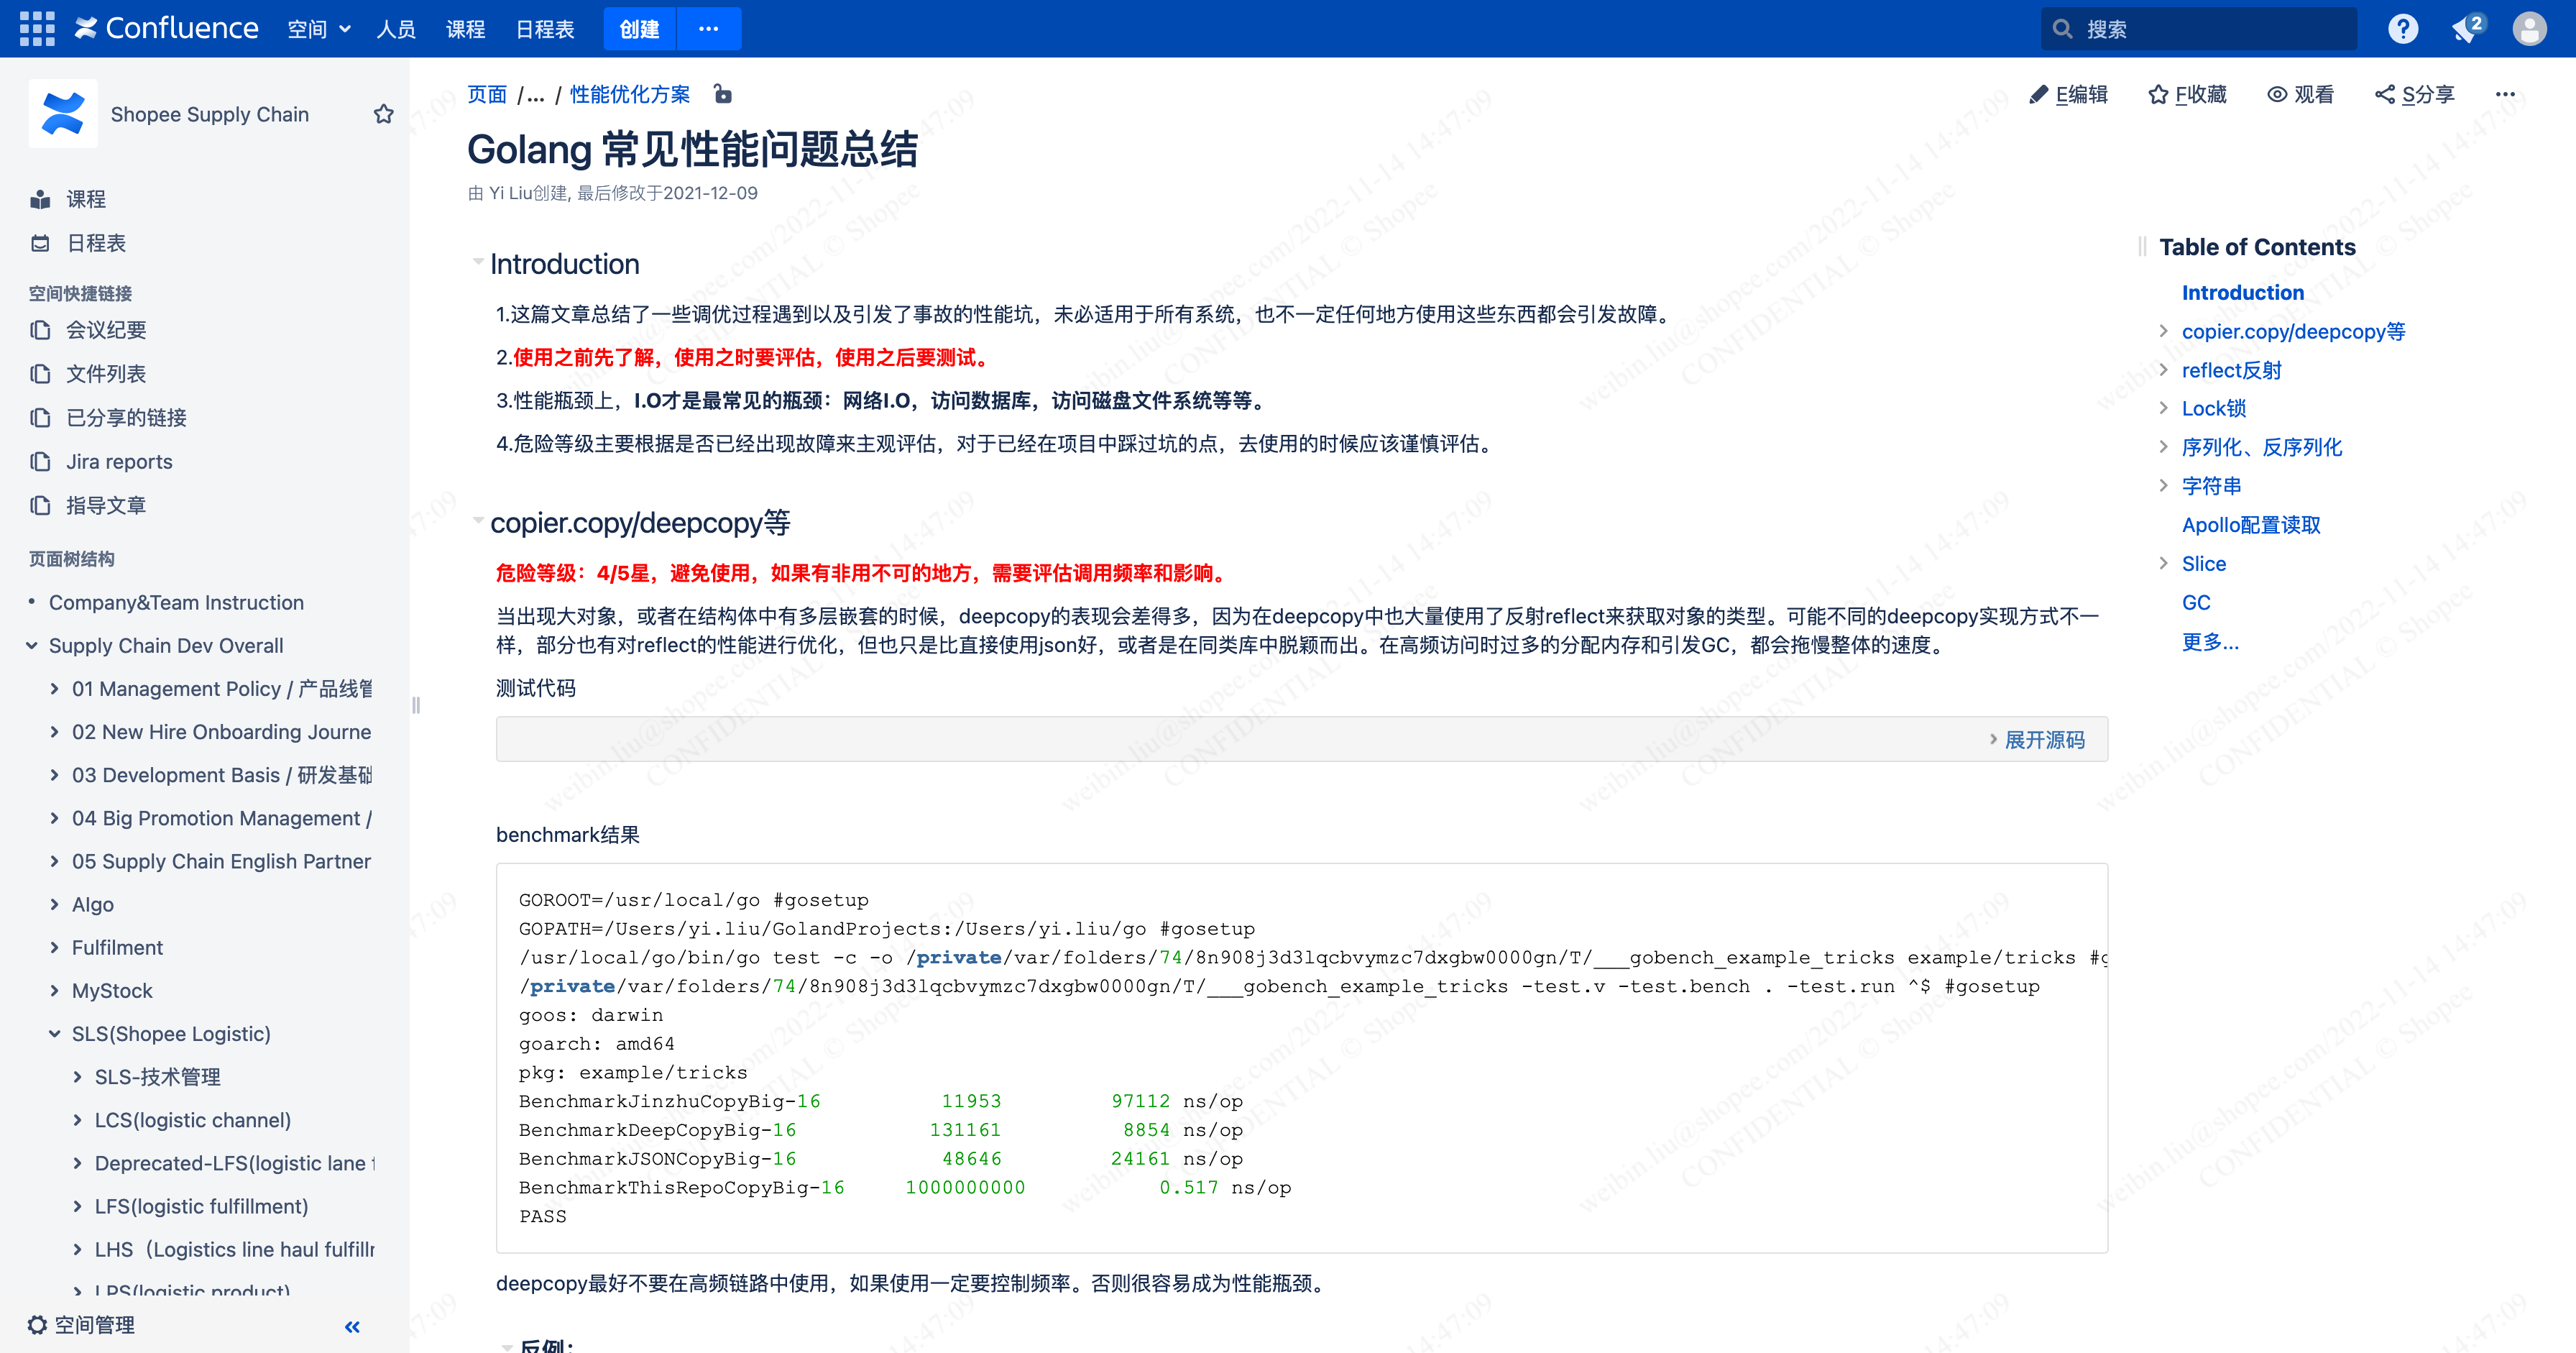 Confluence 空间 人员 课程 日程表 创建 ··· 搜索 2
Shopee Supply Chain
课程
日程表
空间快捷链接
会议纪要
文件列表
已分享的链接
Jira reports
指导文章
页面树结构
Company&Team Instruction
Supply Chain Dev Overall
01 Management Policy / 产品线管
02 New Hire Onboarding Journe
03 Development Basis / 研发基础
04 Big Promotion Management /
05 Supply Chain English Partner
Algo
Fulfilment
MyStock
SLS(Shopee Logistic)
SLS-技术管理
LCS(logistic channel)
Deprecated-LFS(logistic lane f
LFS(logistic fulfillment)
LHS（Logistics line haul fulfillr
LPS(logistic product)
空间管理
页面 /... / 性能优化方案
E编辑 F收藏 观看 S分享 ···
Golang 常见性能问题总结
由 Yi Liu创建, 最后修改于2021-12-09
Introduction
1.这篇文章总结了一些调优过程遇到以及引发了事故的性能坑，未必适用于所有系统，也不一定任何地方使用这些东西都会引发故障。
2.使用之前先了解，使用之时要评估，使用之后要测试。
3.性能瓶颈上，I.O才是最常见的瓶颈：网络I.O，访问数据库，访问磁盘文件系统等等。
4.危险等级主要根据是否已经出现故障来主观评估，对于已经在项目中踩过坑的点，去使用的时候应该谨慎评估。
copier.copy/deepcopy等
危险等级：4/5星，避免使用，如果有非用不可的地方，需要评估调用频率和影响。
当出现大对象，或者在结构体中有多层嵌套的时候，deepcopy的表现会差得多，因为在deepcopy中也大量使用了反射reflect来获取对象的类型。可能不同的deepcopy实现方式不一
样，部分也有对reflect的性能进行优化，但也只是比直接使用json好，或者是在同类库中脱颖而出。在高频访问时过多的分配内存和引发GC，都会拖慢整体的速度。
测试代码
展开源码
benchmark结果
GOROOT=/usr/local/go #gosetup
GOPATH=/Users/yi.liu/GolandProjects:/Users/yi.liu/go #gosetup
/usr/local/go/bin/go test -c -o /private/var/folders/74/8n908j3d3lqcbvymzc7dxgbw0000gn/T/___gobench_example_tricks example/tricks #g
/private/var/folders/74/8n908j3d3lqcbvymzc7dxgbw0000gn/T/___gobench_example_tricks -test.v -test.bench . -test.run ^$ #gosetup
goos: darwin
goarch: amd64
pkg: example/tricks
BenchmarkJinzhuCopyBig-16 11953 97112 ns/op
BenchmarkDeepCopyBig-16 131161 8854 ns/op
BenchmarkJSONCopyBig-16 48646 24161 ns/op
BenchmarkThisRepoCopyBig-16 1000000000 0.517 ns/op
PASS
deepcopy最好不要在高频链路中使用，如果使用一定要控制频率。否则很容易成为性能瓶颈。
反例：
Table of Contents
Introduction
copier.copy/deepcopy等
reflect反射
Lock锁
序列化、反序列化
字符串
Apollo配置读取
Slice
GC
更多...
weibin.liu@shopee.com/2022-11-14 14:47:09
CONFIDENTIAL © Shopee